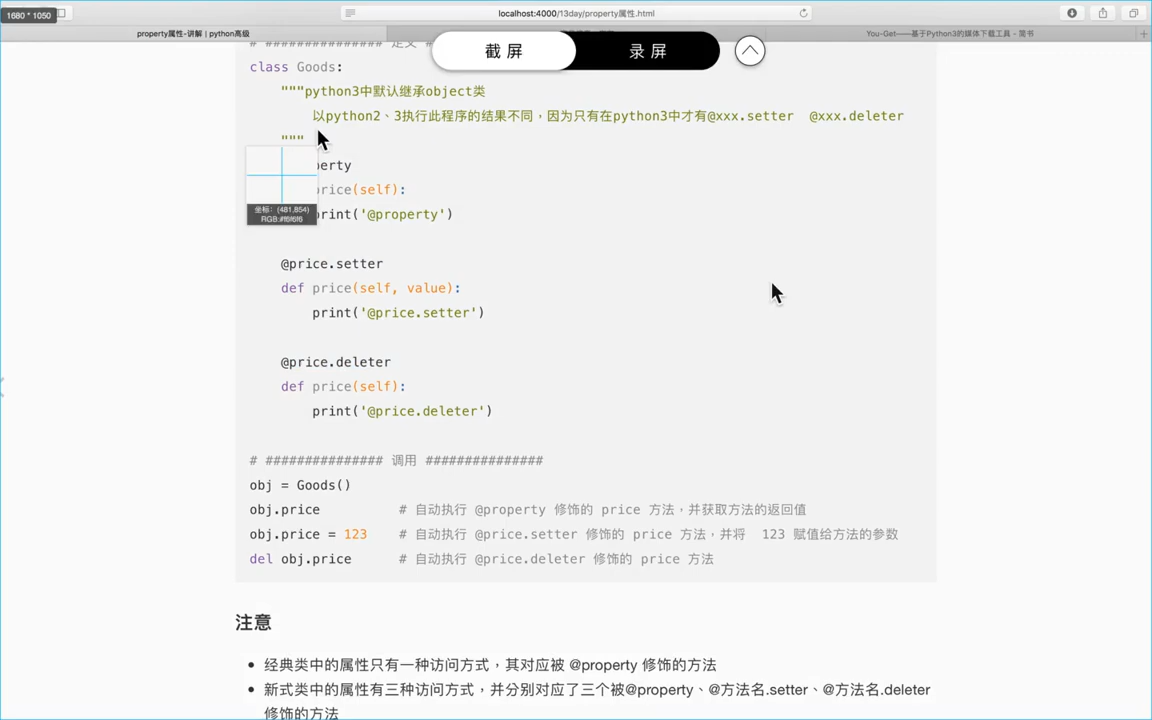 1680 * 1050
localhost:4000/13day/property属性.html
property属性-讲解 | python高级
You-Get——基于Python3的媒体下载工具 - 简书
截屏
录屏
# ############### 定义 #
class Goods:
"""python3中默认继承object类
以python2、3执行此程序的结果不同，因为只有在python3中才有@xxx.setter  @xxx.deleter
"""
perty
price(self):
print('@property')
坐标: (481,854)
RGB:#f6f6f6
@price.setter
def price(self, value):
print('@price.setter')
@price.deleter
def price(self):
print('@price.deleter')
# ############### 调用 ###############
obj = Goods()
obj.price          # 自动执行 @property 修饰的 price 方法，并获取方法的返回值
obj.price = 123    # 自动执行 @price.setter 修饰的 price 方法，并将  123 赋值给方法的参数
del obj.price      # 自动执行 @price.deleter 修饰的 price 方法
注意
• 经典类中的属性只有一种访问方式，其对应被 @property 修饰的方法
• 新式类中的属性有三种访问方式，并分别对应了三个被@property、@方法名.setter、@方法名.deleter
修饰的方法